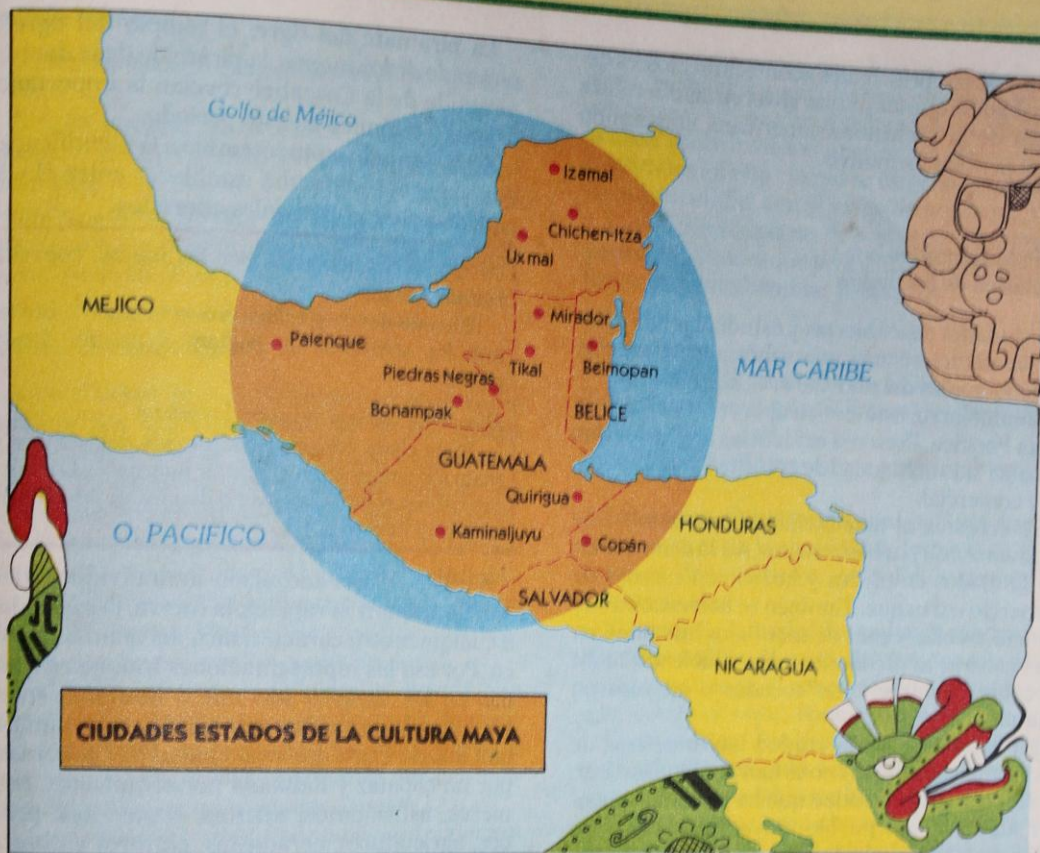 Golfo de Méjico
Izamal
Chichen-Itza
Uxmal
MEJICO
Mirador
Palenque
Tikal
Belmopan
MAR CARIBE
Piedras Negras
Bonampak
BELICE
GUATEMALA
Quirigua
HONDURAS
O. PACIFICO
Kaminaljuyu
Copán
SALVADOR
NICARAGUA
CIUDADES ESTADOS DE LA CULTURA MAYA